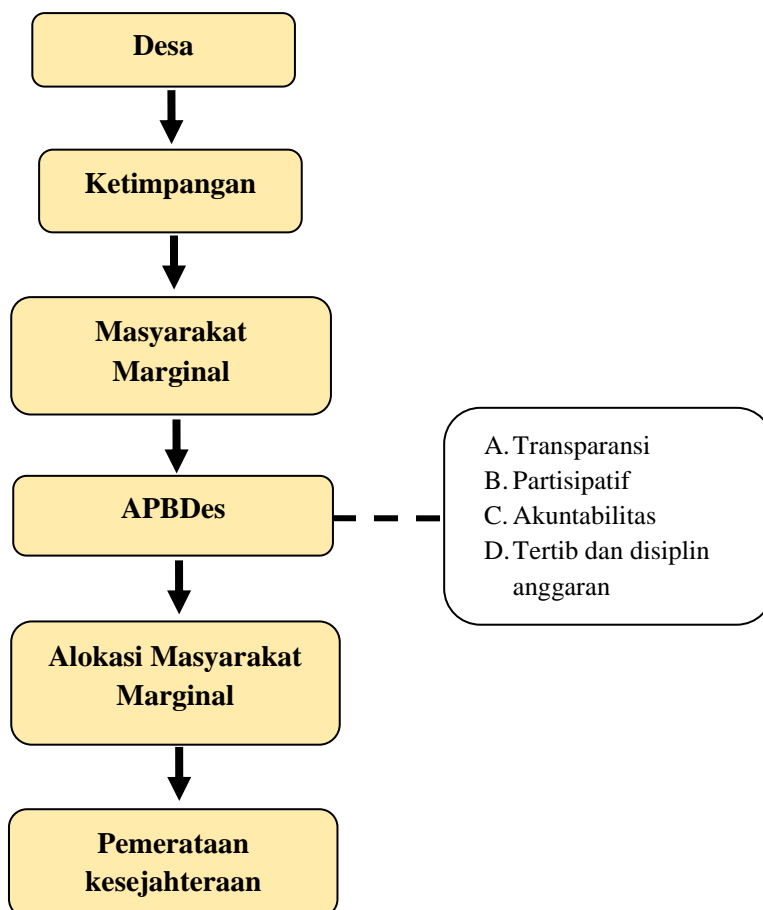 Desa
Ketimpangan
Masyarakat
Marginal
APBDes
A. Transparansi
B. Partisipatif
C. Akuntabilitas
D. Tertib dan disiplin
anggaran
Alokasi Masyarakat
Marginal
Pemerataan
kesejahteraan